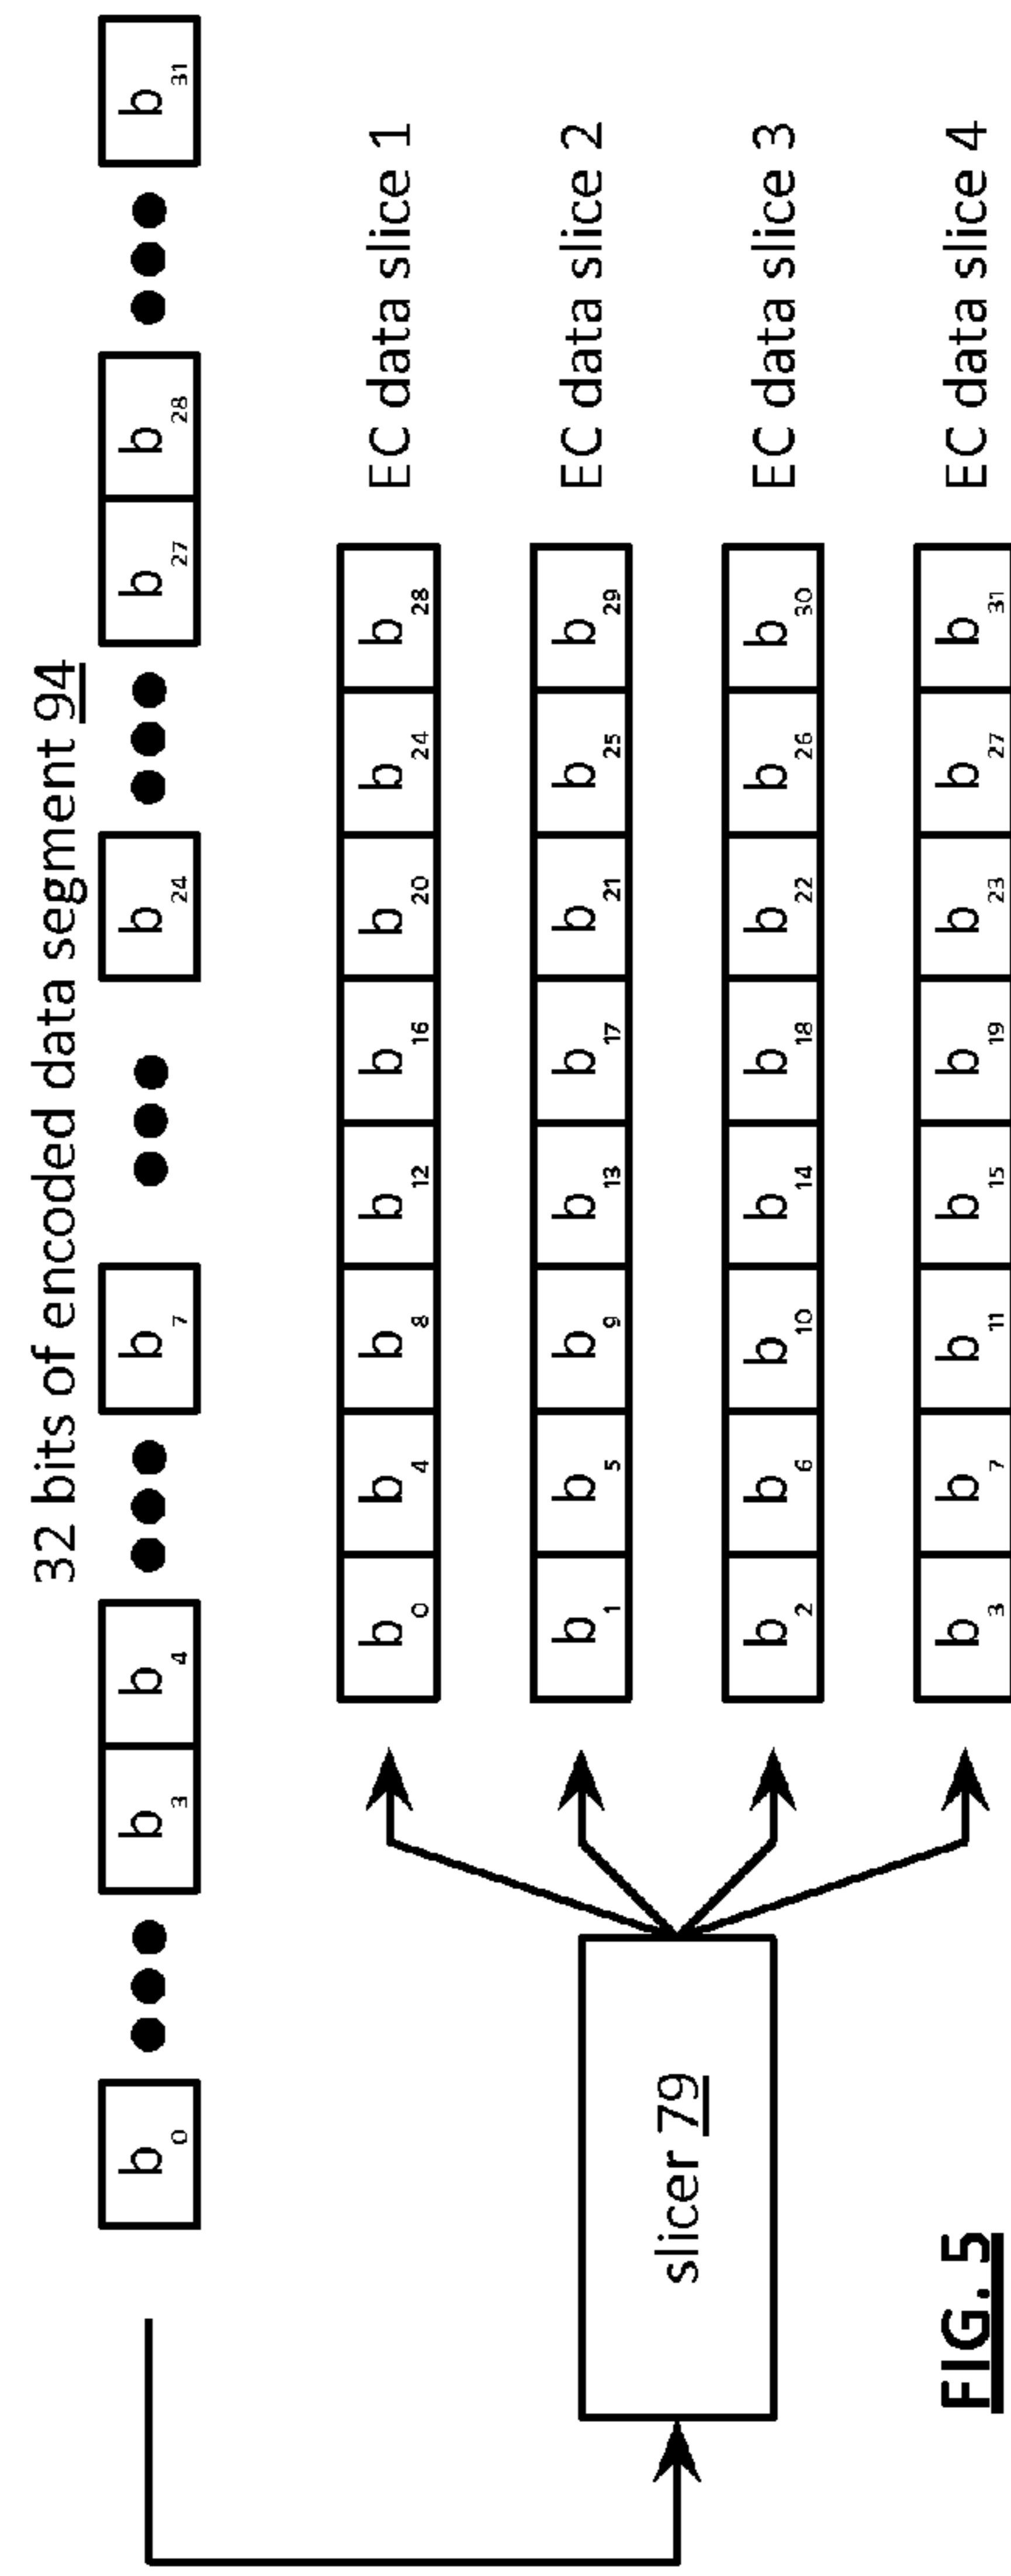 32 bits of encoded data segment 94
b0 ●●● b3 b4 ●●● b7 ●●● b24 ●●● b27 b28 ●●● b31
b0 b4 b8 b12 b16 b20 b24 b28 EC data slice 1
b1 b5 b9 b13 b17 b21 b25 b29 EC data slice 2
slicer 79
b2 b6 b10 b14 b18 b22 b26 b30 EC data slice 3
b3 b7 b11 b15 b19 b23 b27 b31 EC data slice 4
FIG. 5